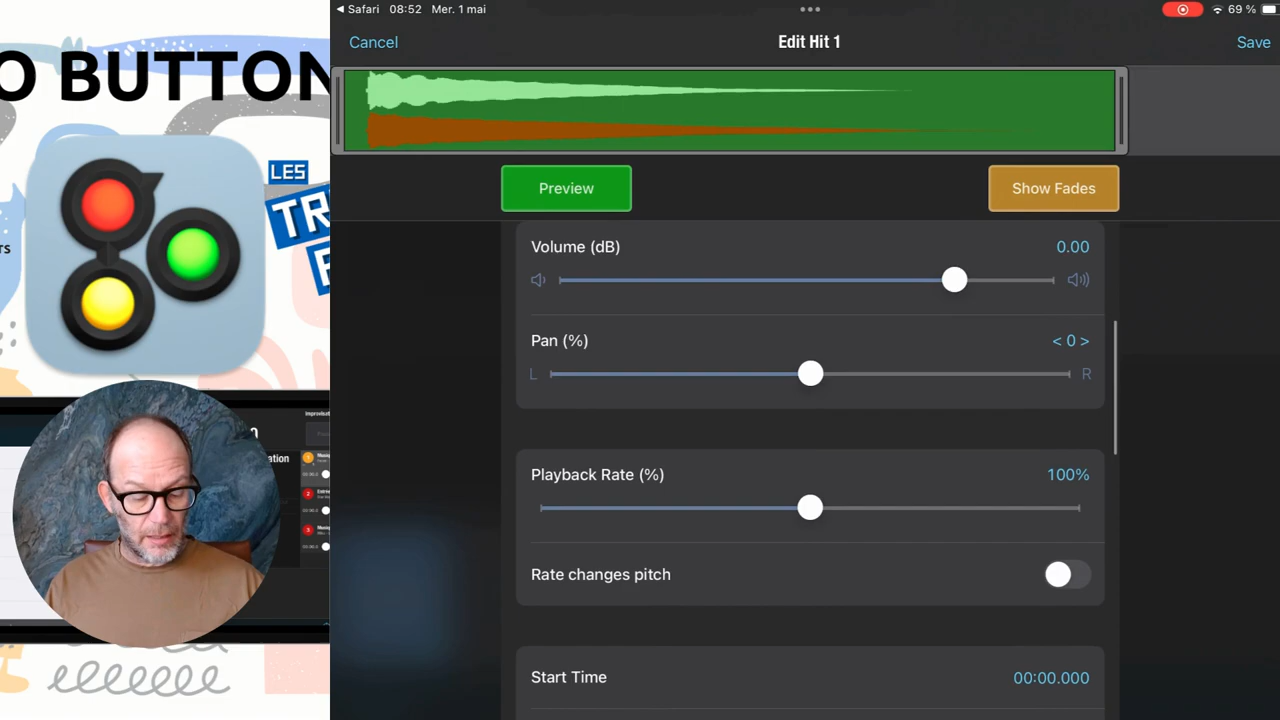 Safari 08:52 Mer. 1 mai
69 %
Cancel
Edit Hit 1
Save
O BUTTON
LES
TR
Preview
Show Fades
Volume (dB)
0.00
Pan (%)
< 0 >
L
R
Playback Rate (%)
100%
Rate changes pitch
Start Time
00:00.000